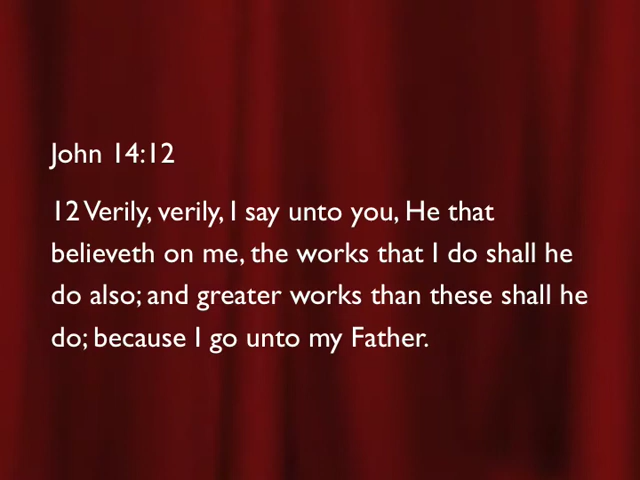 John 14:12
12 Verily, verily, I say unto you, He that
believeth on me, the works that I do shall he
do also; and greater works than these shall he
do; because I go unto my Father.